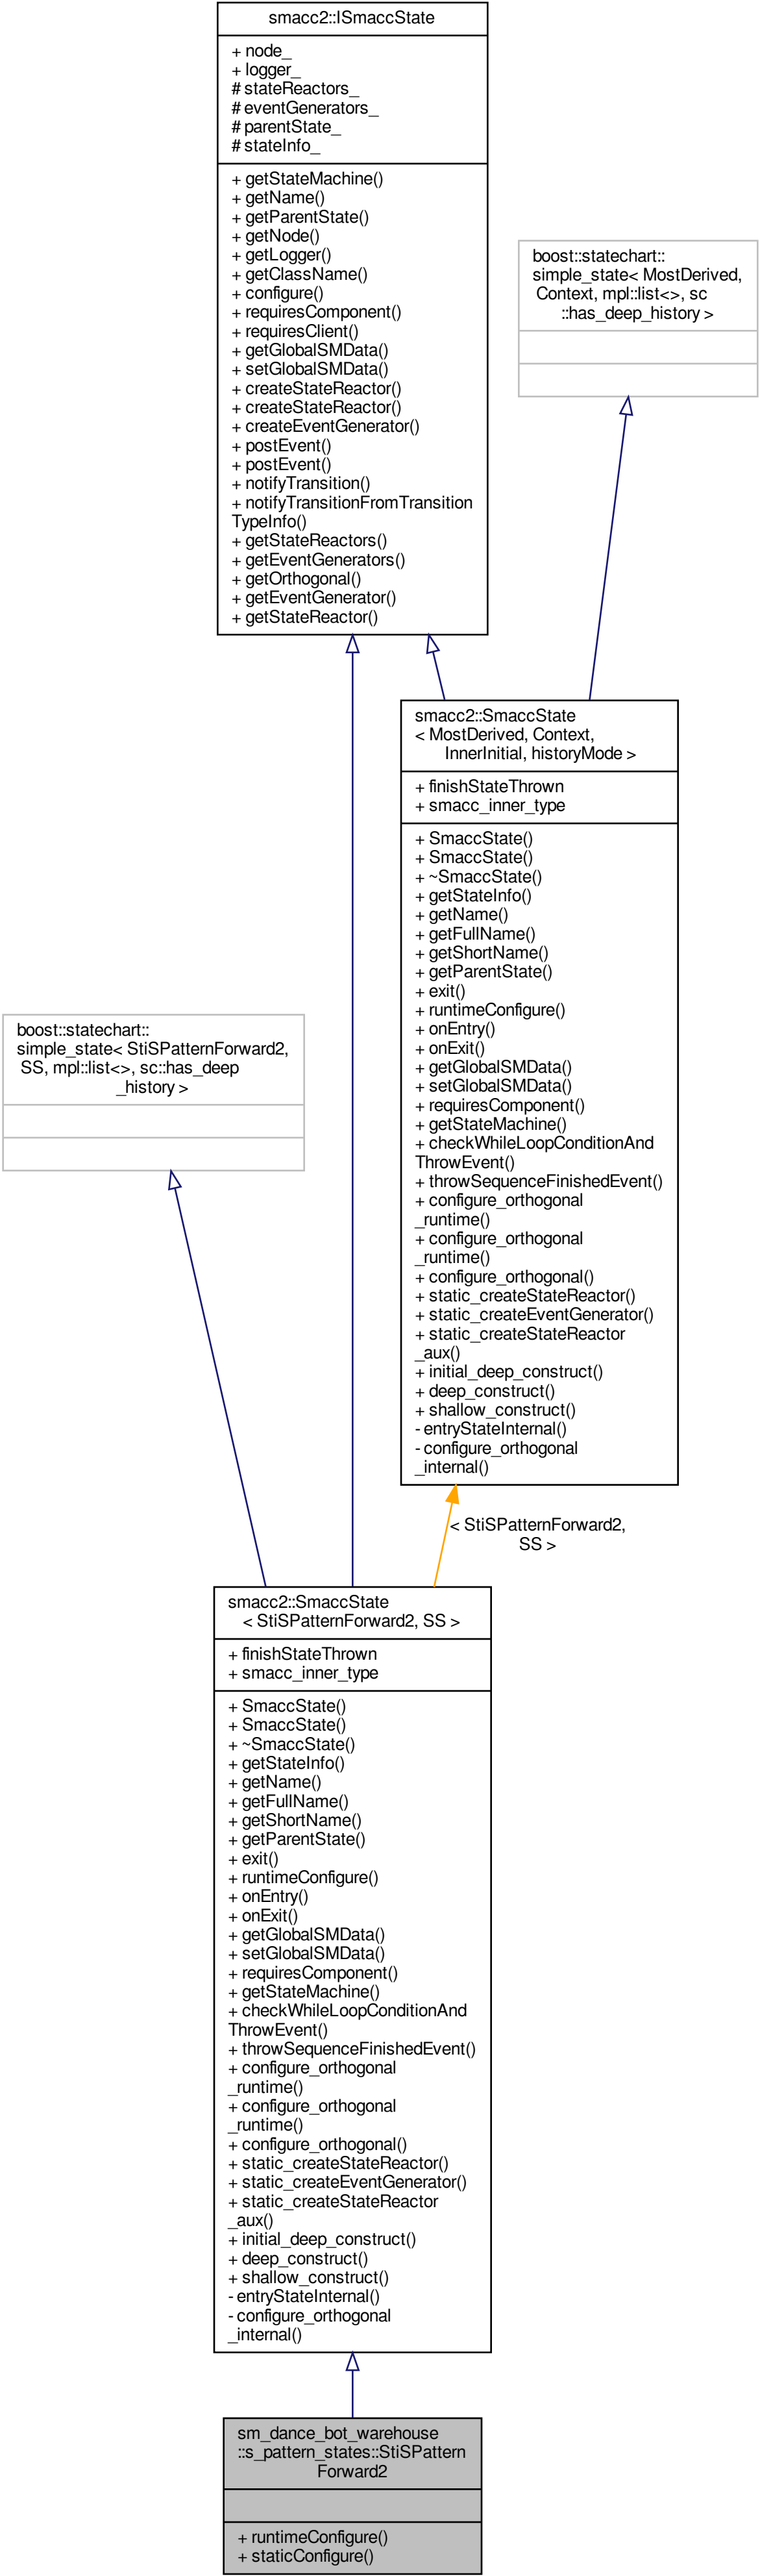 smacc2::ISmaccState
+ node_
+ logger_
# stateReactors_
# eventGenerators_
# parentState_
# stateInfo_
+ getStateMachine()
+ getName()
+ getParentState()
+ getNode()
+ getLogger()
+ getClassName()
+ configure()
+ requiresComponent()
+ requiresClient()
+ getGlobalSMData()
+ setGlobalSMData()
+ createStateReactor()
+ createStateReactor()
+ createEventGenerator()
+ postEvent()
+ postEvent()
+ notifyTransition()
+ notifyTransitionFromTransition
TypeInfo()
+ getStateReactors()
+ getEventGenerators()
+ getOrthogonal()
+ getEventGenerator()
+ getStateReactor()
boost::statechart::
simple_state< MostDerived,
Context, mpl::list<>, sc
::has_deep_history >
smacc2::SmaccState
< MostDerived, Context,
InnerInitial, historyMode >
+ finishStateThrown
+ smacc_inner_type
+ SmaccState()
+ SmaccState()
+ ~SmaccState()
+ getStateInfo()
+ getName()
+ getFullName()
+ getShortName()
+ getParentState()
+ exit()
+ runtimeConfigure()
+ onEntry()
+ onExit()
+ getGlobalSMData()
+ setGlobalSMData()
+ requiresComponent()
+ getStateMachine()
+ checkWhileLoopConditionAnd
ThrowEvent()
+ throwSequenceFinishedEvent()
+ configure_orthogonal
_runtime()
+ configure_orthogonal
_runtime()
+ configure_orthogonal()
+ static_createStateReactor()
+ static_createEventGenerator()
+ static_createStateReactor
_aux()
+ initial_deep_construct()
+ deep_construct()
+ shallow_construct()
- entryStateInternal()
- configure_orthogonal
_internal()
boost::statechart::
simple_state< StiSPatternForward2,
SS, mpl::list<>, sc::has_deep
_history >
< StiSPatternForward2,
SS >
smacc2::SmaccState
< StiSPatternForward2, SS >
+ finishStateThrown
+ smacc_inner_type
+ SmaccState()
+ SmaccState()
+ ~SmaccState()
+ getStateInfo()
+ getName()
+ getFullName()
+ getShortName()
+ getParentState()
+ exit()
+ runtimeConfigure()
+ onEntry()
+ onExit()
+ getGlobalSMData()
+ setGlobalSMData()
+ requiresComponent()
+ getStateMachine()
+ checkWhileLoopConditionAnd
ThrowEvent()
+ throwSequenceFinishedEvent()
+ configure_orthogonal
_runtime()
+ configure_orthogonal
_runtime()
+ configure_orthogonal()
+ static_createStateReactor()
+ static_createEventGenerator()
+ static_createStateReactor
_aux()
+ initial_deep_construct()
+ deep_construct()
+ shallow_construct()
- entryStateInternal()
- configure_orthogonal
_internal()
sm_dance_bot_warehouse
::s_pattern_states::StiSPattern
Forward2
+ runtimeConfigure()
+ staticConfigure()